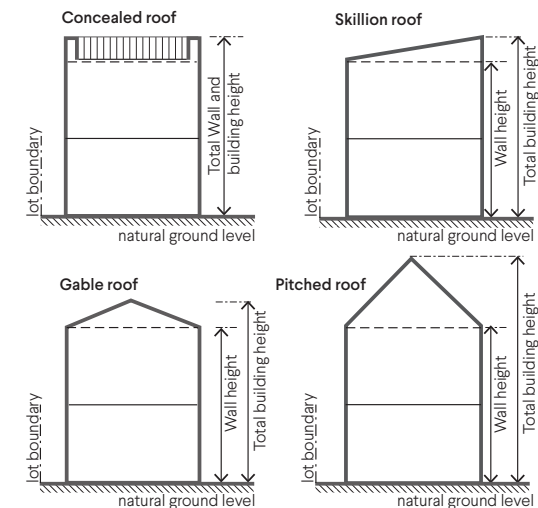 Concealed roof
lot boundary
Total Wall and
building height
natural ground level
Skillion roof
lot boundary
Wall height
Total building height
natural ground level
Gable roof
lot boundary
Wall height
Total building height
natural ground level
Pitched roof
lot boundary
Wall height
Total building height
natural ground level